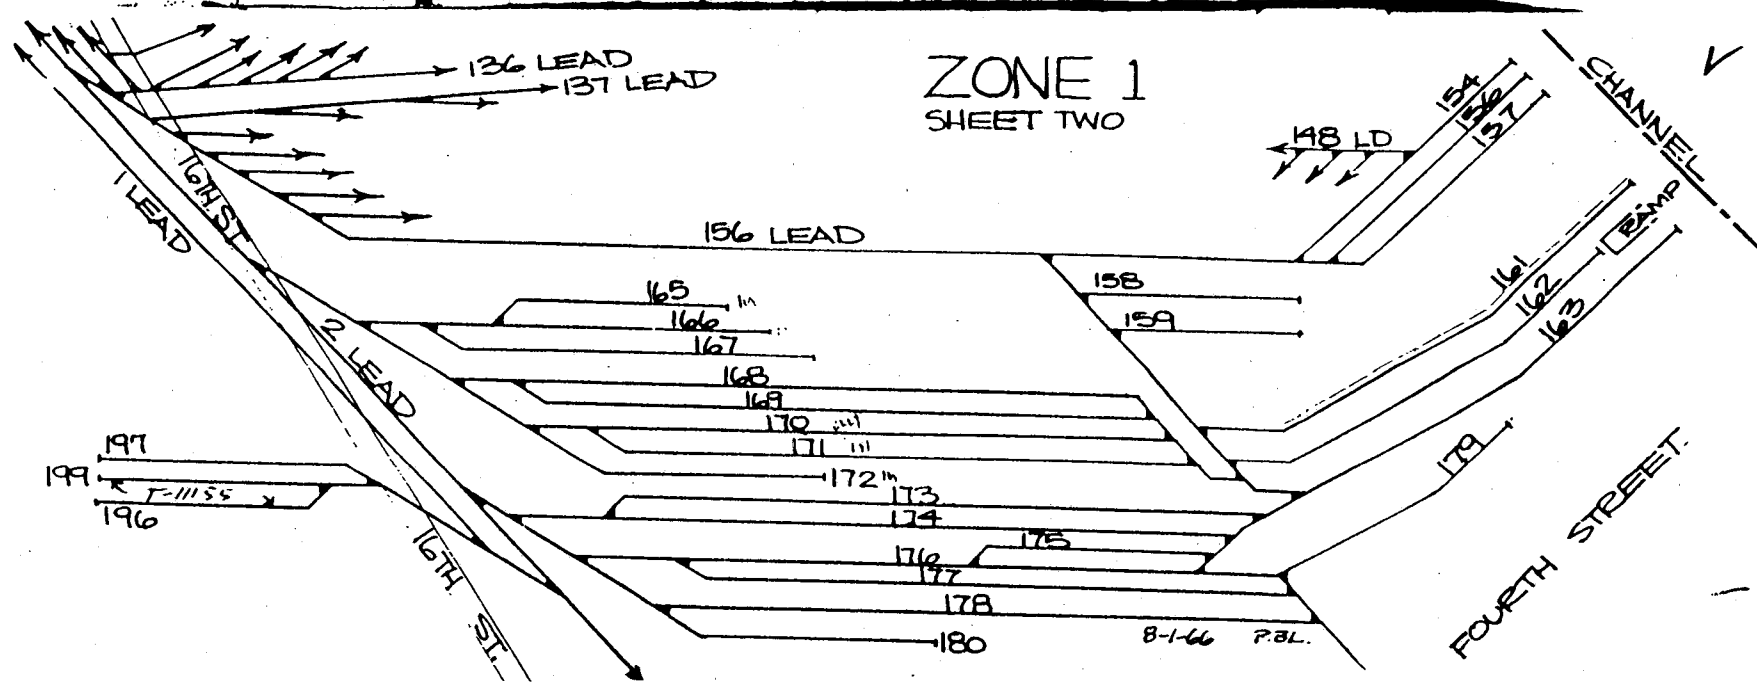 136 LEAD
137 LEAD
ZONE 1
SHEET TWO
CHANNEL
154
156
157
148 LD
16TH ST.
1 LEAD
156 LEAD
RAMP
158
159
161
162
163
165
166
167
2 LEAD
168
169
170
171
172
173
174
175
176
177
178
179
180
197
199
196
16TH ST.
FOURTH STREET.
8-1-66 P.BL.